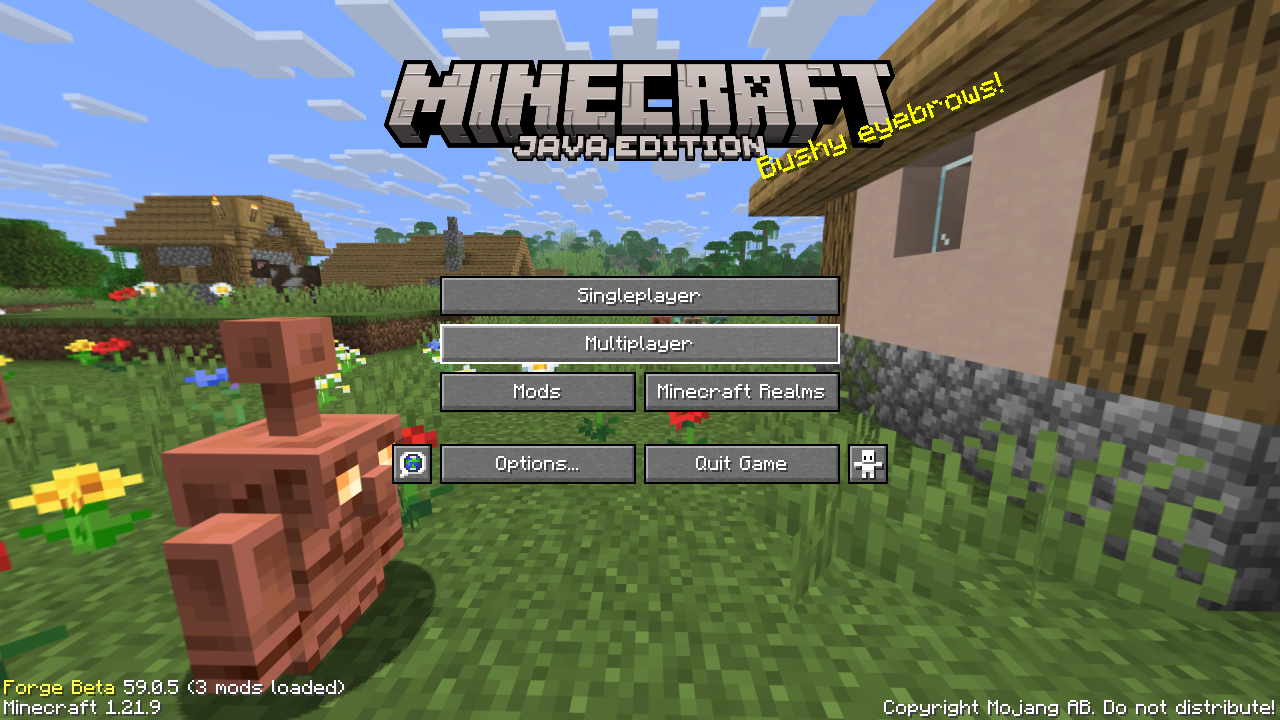 MINECRAFT
JAVA EDITION
Bushy eyebrows!
Singleplayer
Multiplayer
Mods
Minecraft Realms
Options...
Quit Game
Forge Beta 59.0.5 (3 mods loaded)
Minecraft 1.21.9
Copyright Mojang AB. Do not distribute!